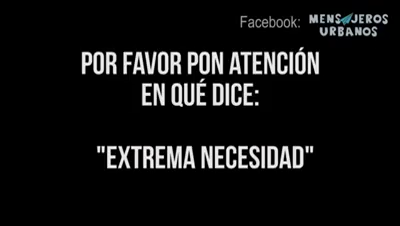 Facebook: MENSAJEROS
URBANOS
POR FAVOR PON ATENCIÓN
EN QUÉ DICE:
"EXTREMA NECESIDAD"